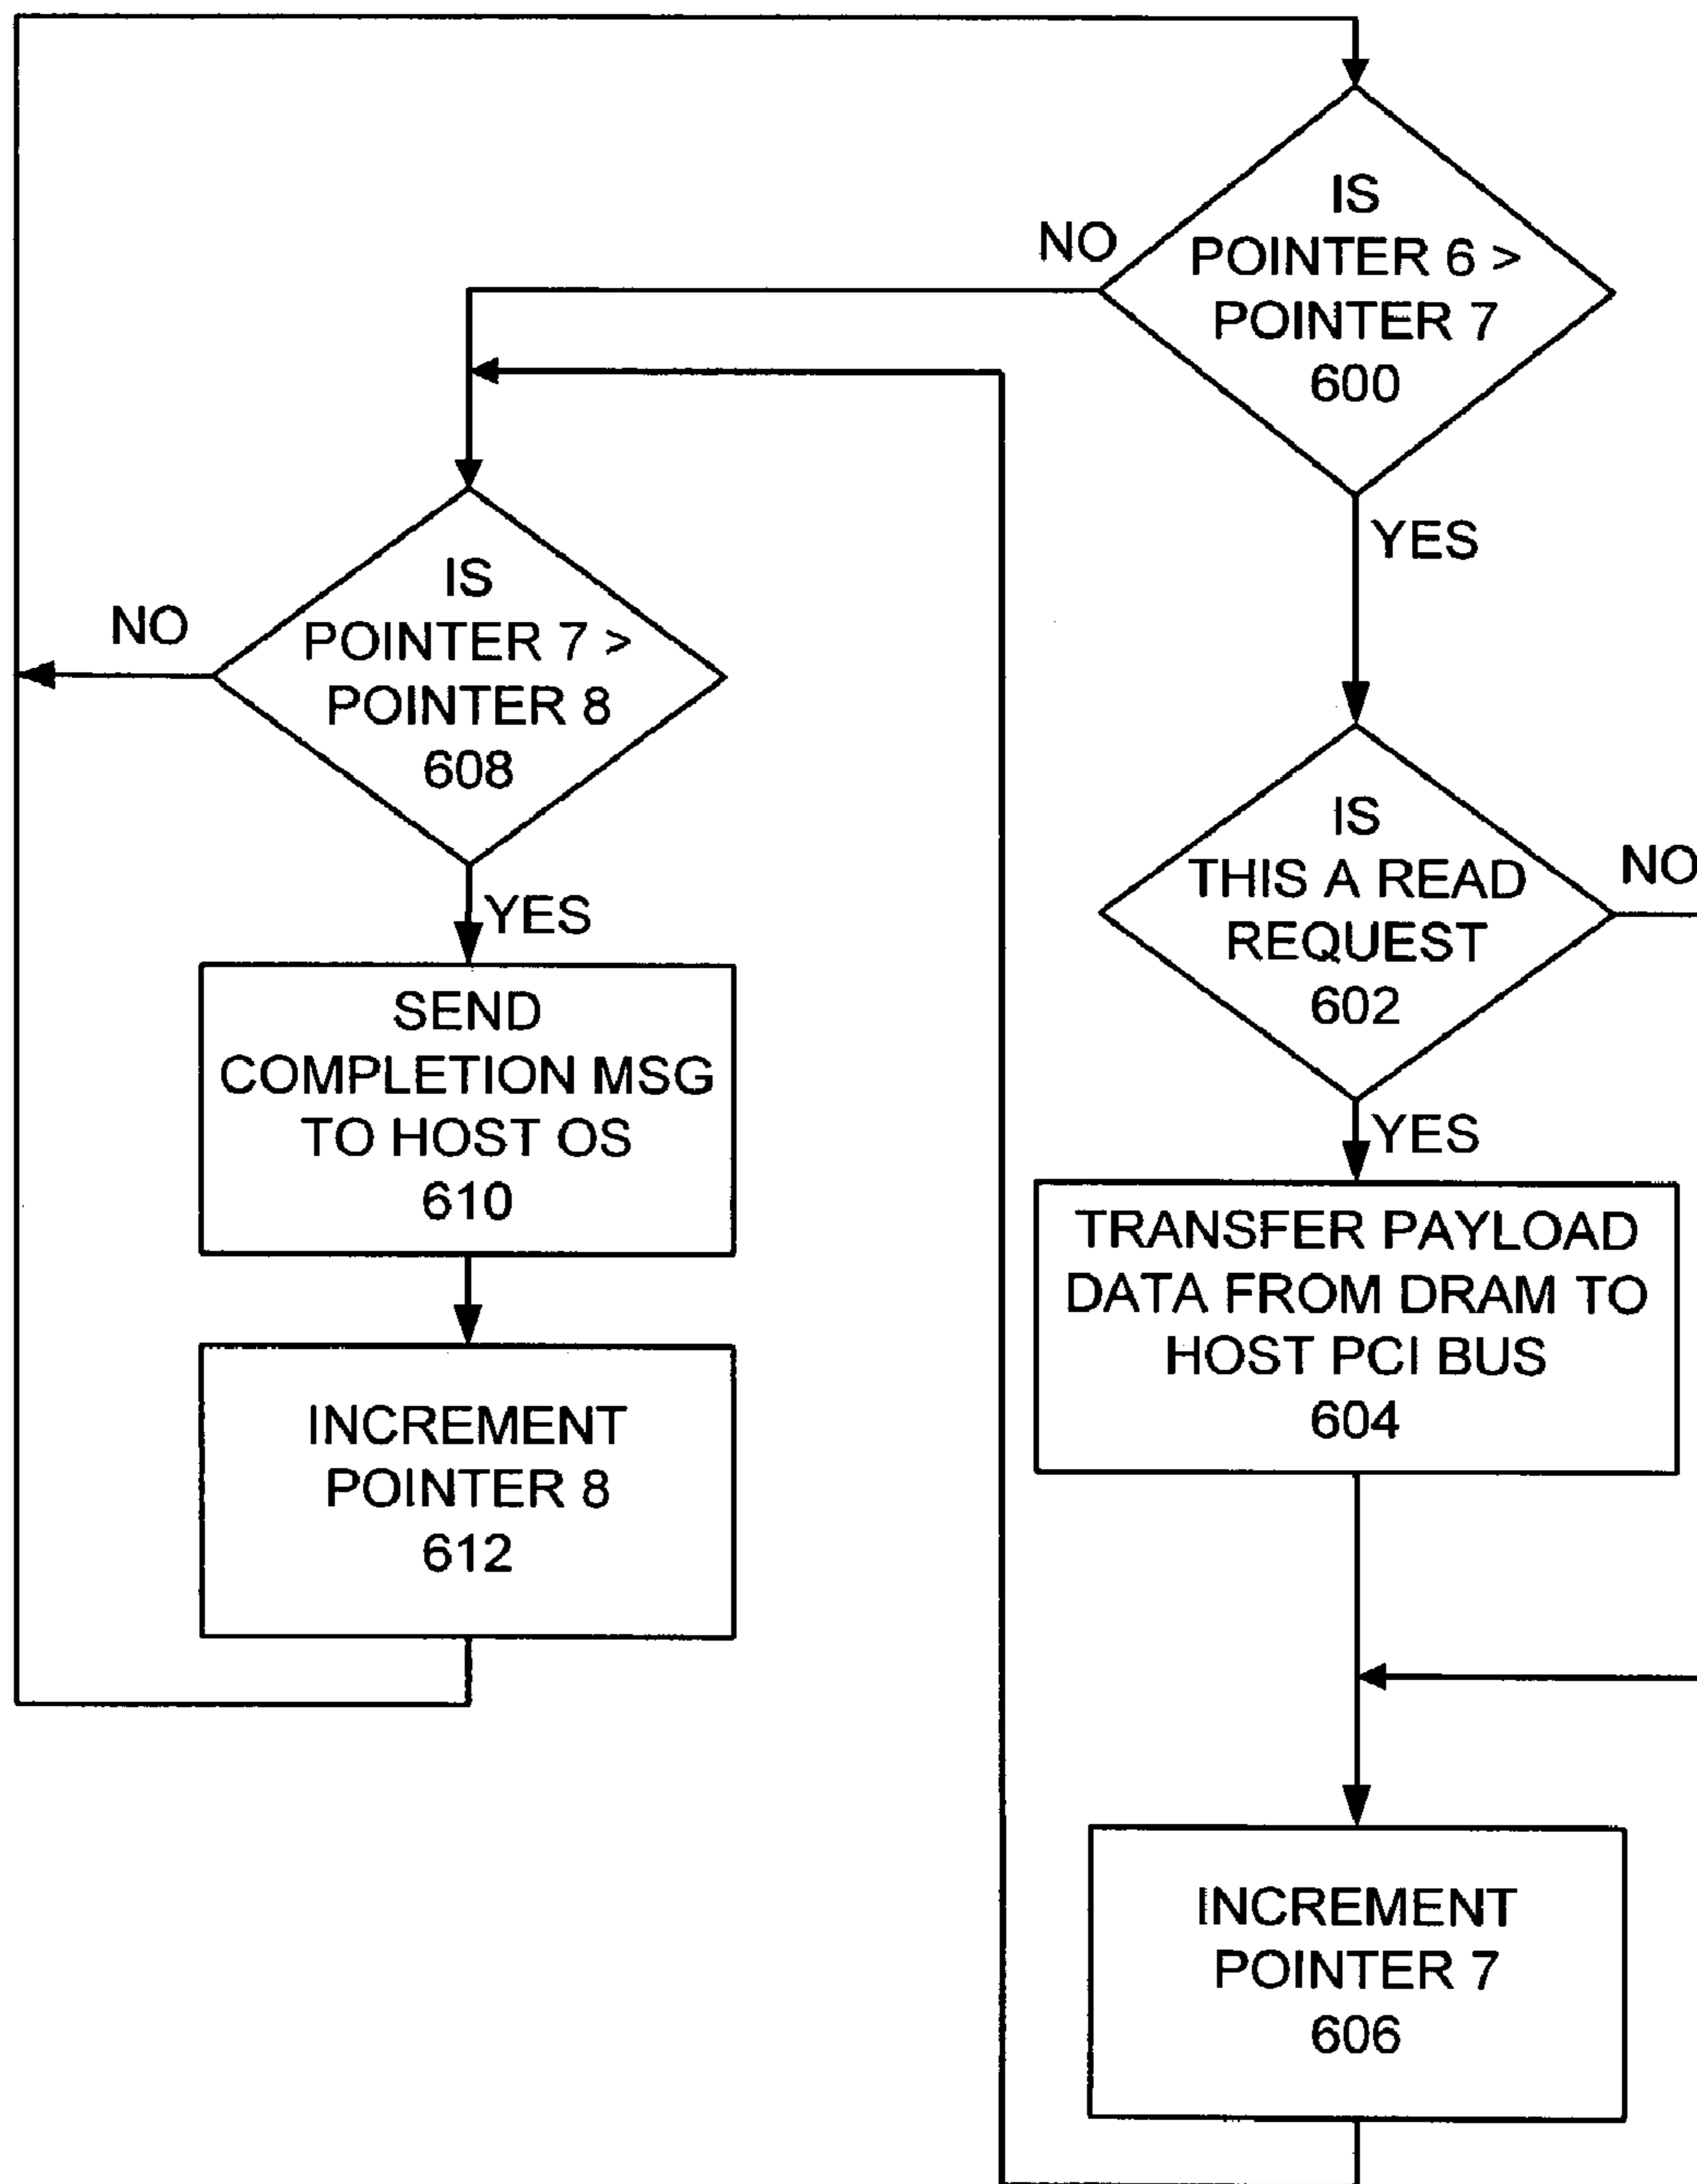 IS
POINTER 6 >
POINTER 7
600
NO
YES
IS
POINTER 7 >
POINTER 8
608
NO
YES
IS
THIS A READ
REQUEST
602
NO
YES
SEND
COMPLETION MSG
TO HOST OS
610
TRANSFER PAYLOAD
DATA FROM DRAM TO
HOST PCI BUS
604
INCREMENT
POINTER 8
612
INCREMENT
POINTER 7
606